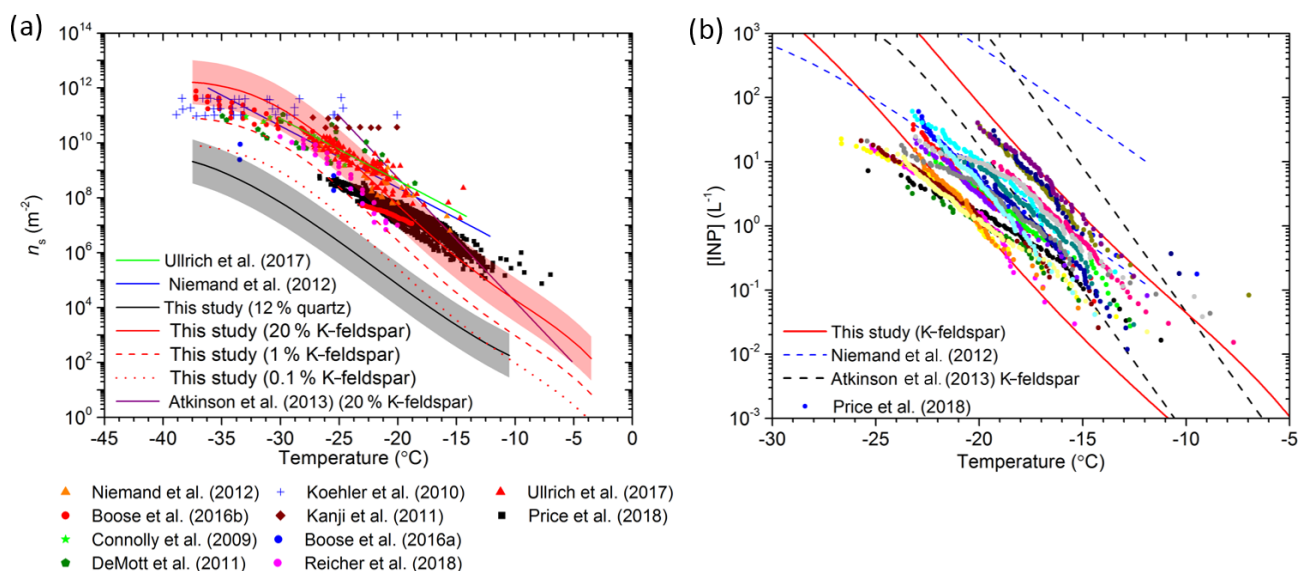 (a)
10^14
10^12
10^10
10^8
10^6
10^4
10^2
10^0
n_s (m^-2)
Ullrich et al. (2017)
Niemand et al. (2012)
This study (12 % quartz)
This study (20 % K–feldspar)
This study (1 % K–feldspar)
This study (0.1 % K–feldspar)
Atkinson et al. (2013) (20 % K–feldspar)
-45 -40 -35 -30 -25 -20 -15 -10 -5 0
Temperature (°C)
Niemand et al. (2012) Koehler et al. (2010) Ullrich et al. (2017)
Boose et al. (2016b) Kanji et al. (2011) Price et al. (2018)
Connolly et al. (2009) Boose et al. (2016a)
DeMott et al. (2011) Reicher et al. (2018)
(b)
10^3
10^2
10^1
10^0
10^-1
10^-2
10^-3
[INP] (L^-1)
This study (K–feldspar)
Niemand et al. (2012)
Atkinson et al. (2013) K–feldspar
Price et al. (2018)
-30 -25 -20 -15 -10 -5
Temperature (°C)